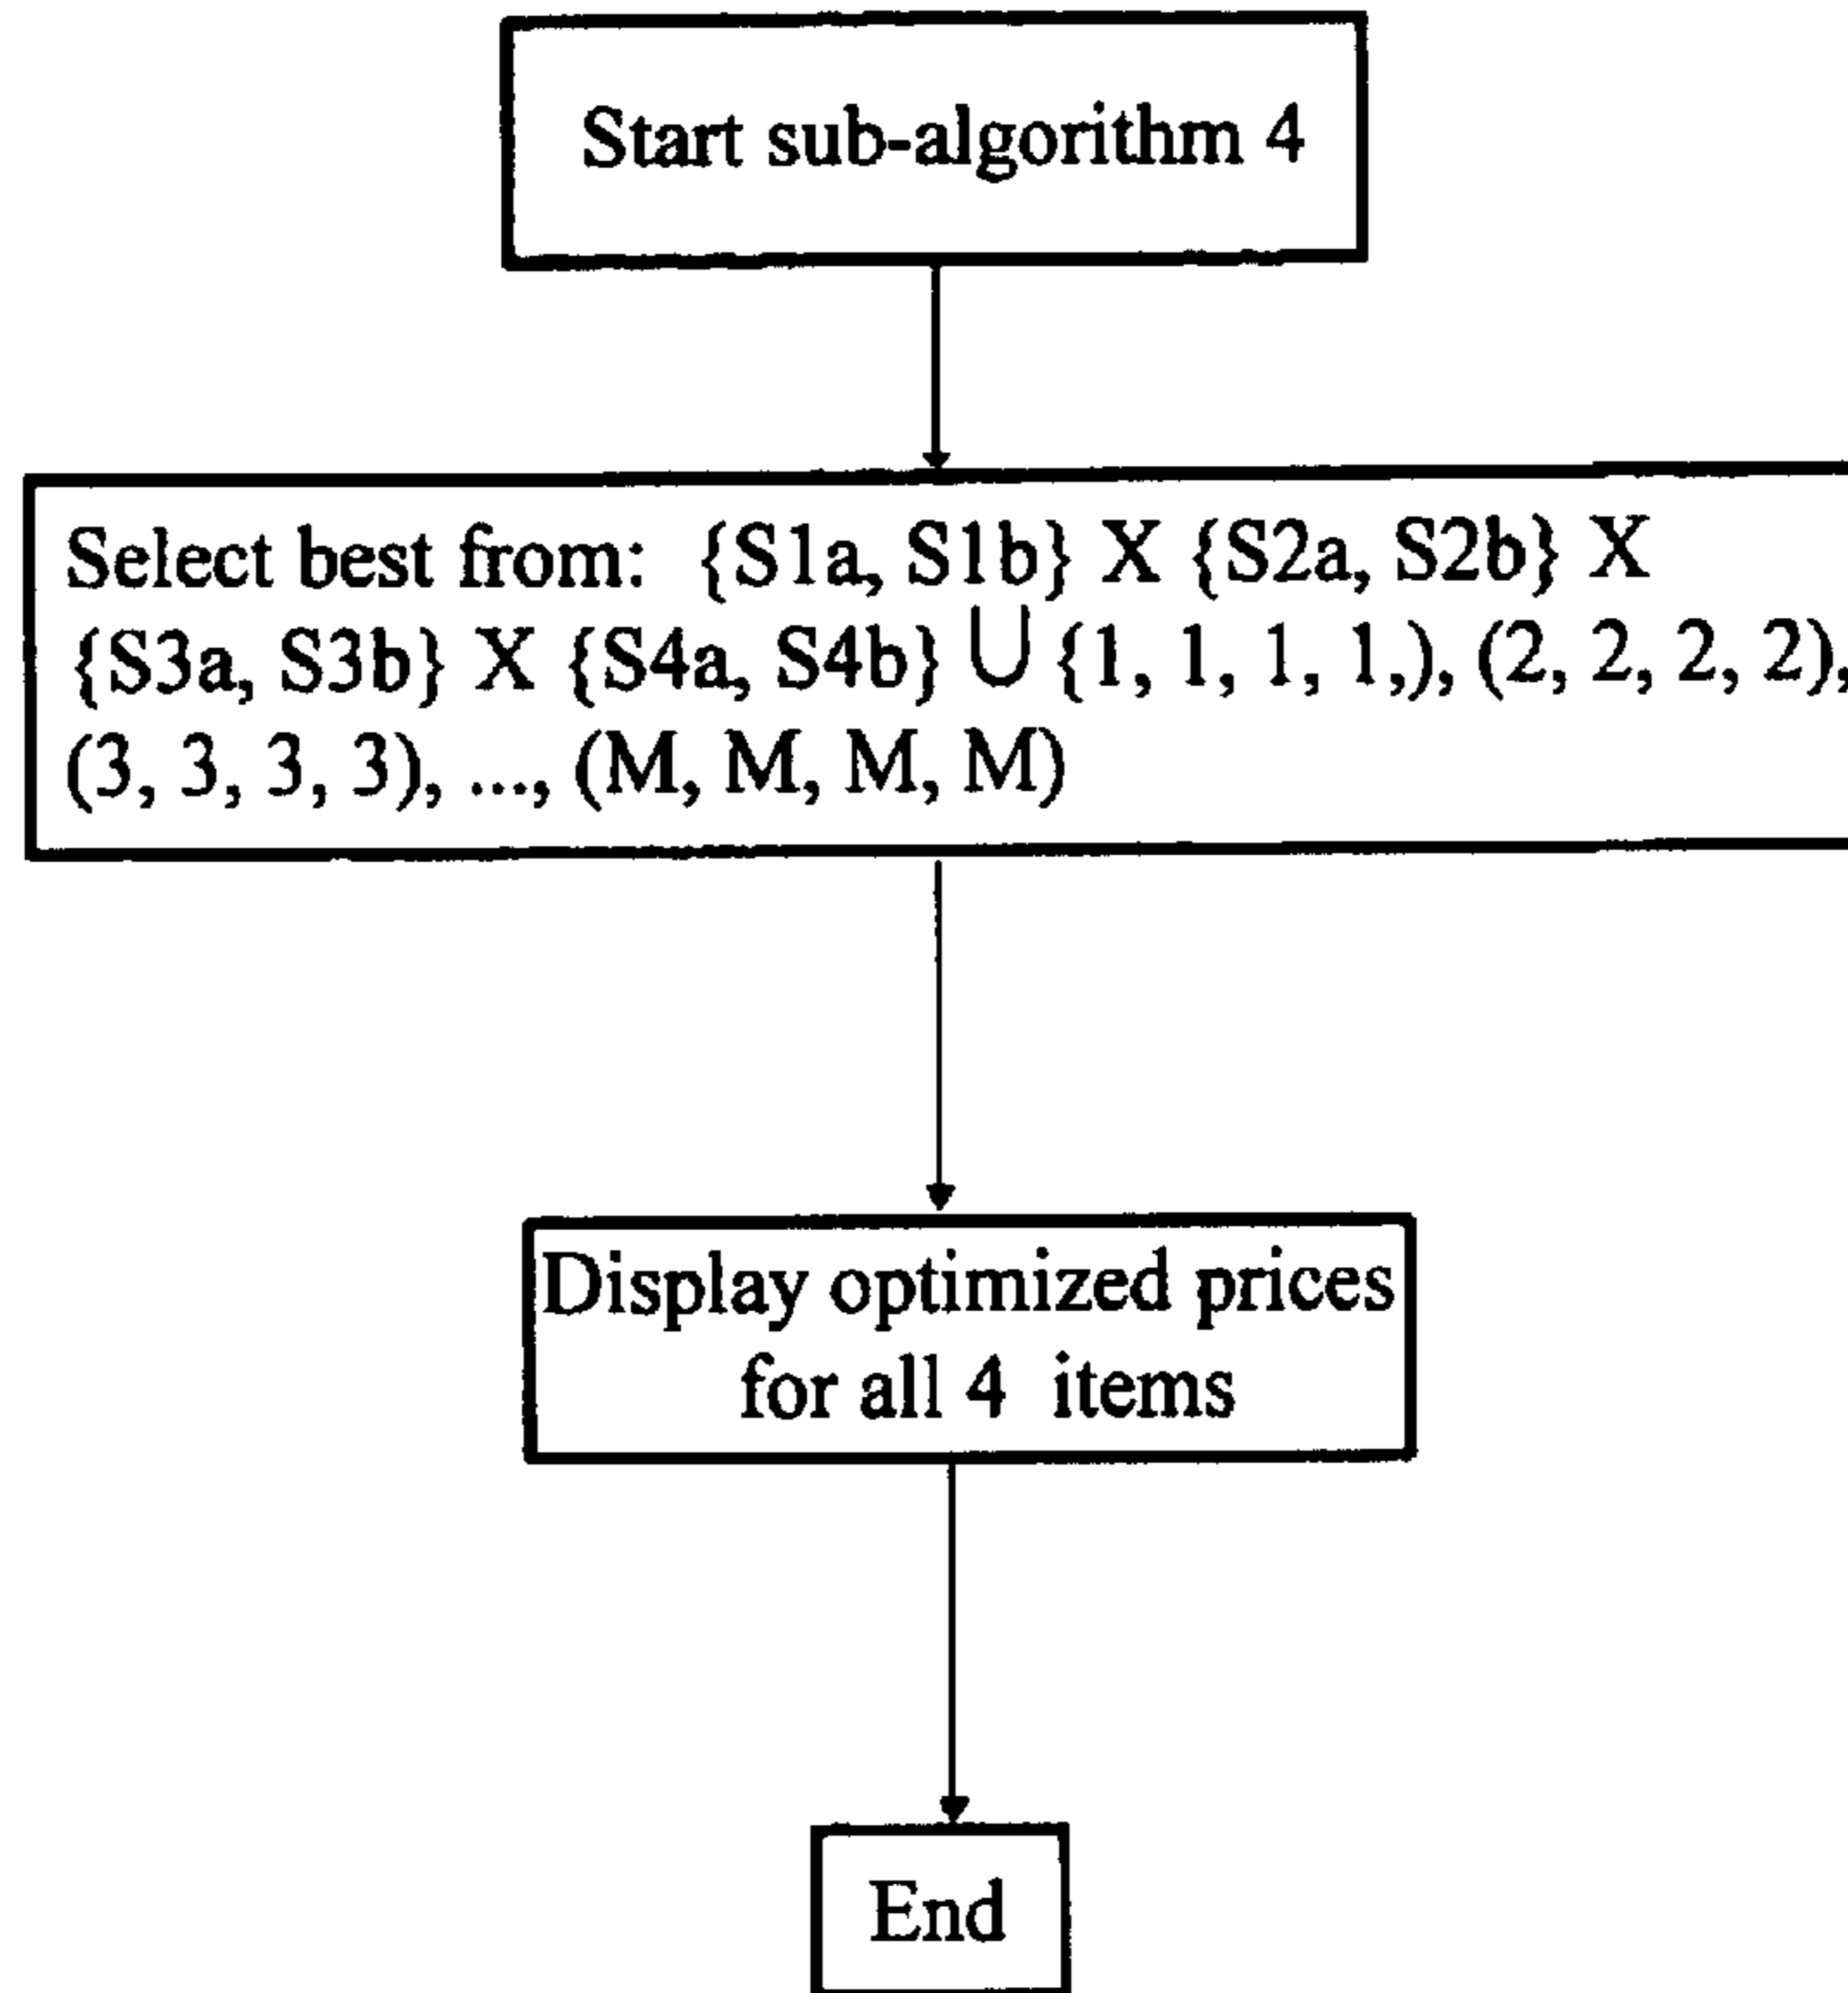 Start sub-algorithm 4
Select best from: {S1a, S1b} X {S2a, S2b} X
{S3a, S3b} X {S4a, S4b} ∪ {1, 1, 1, 1,), (2, 2, 2, 2),
(3, 3, 3, 3), ..., (M, M, M, M)
Display optimized prices
for all 4 items
End